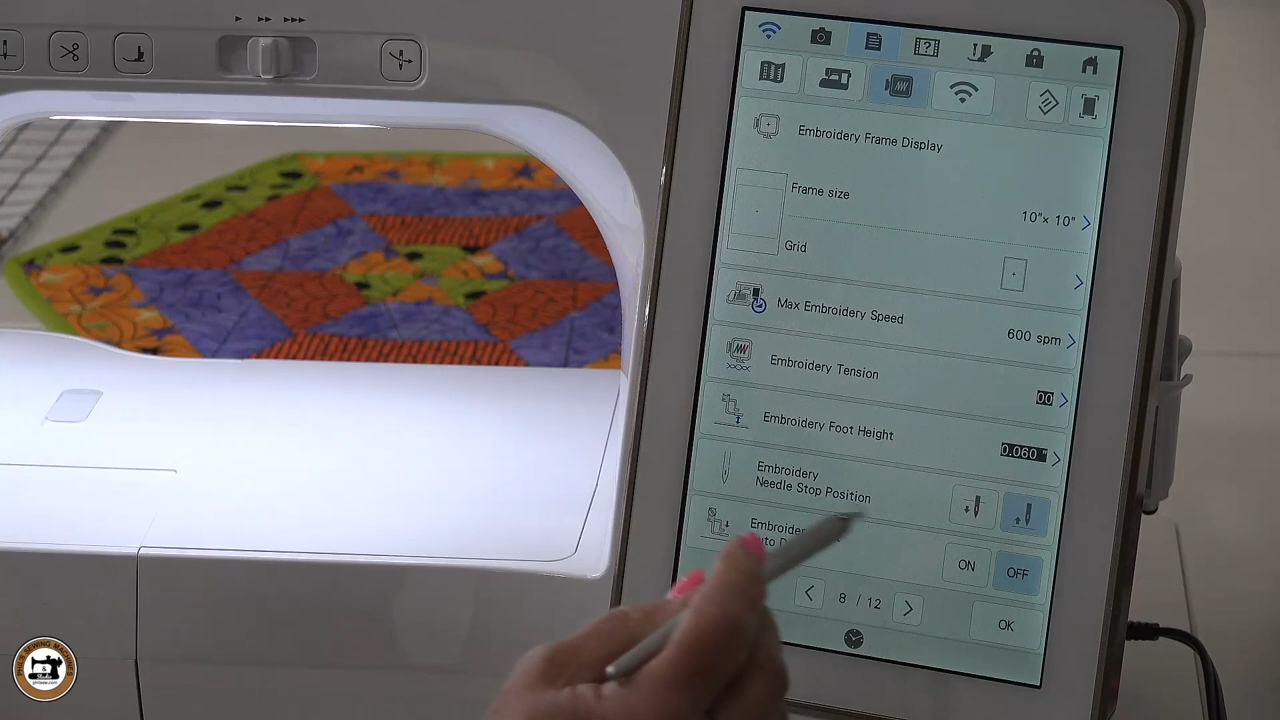 Embroidery Frame Display
Frame size
10"× 10"
Grid
Max Embroidery Speed
600 spm
Embroidery Tension
00
Embroidery Foot Height
0.060 "
Embroidery
Needle Stop Position
ON
OFF
8 / 12
OK